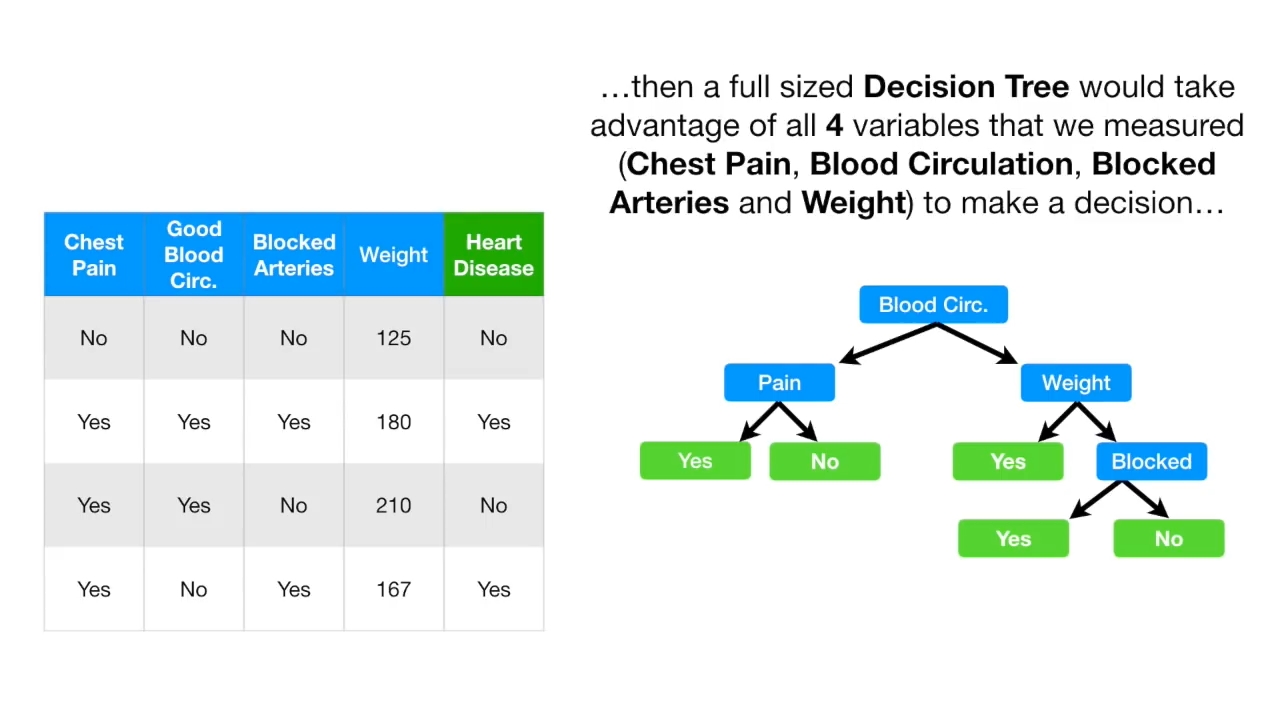 …then a full sized Decision Tree would take
advantage of all 4 variables that we measured
(Chest Pain, Blood Circulation, Blocked
Arteries and Weight) to make a decision…
Chest Pain Good Blood Circ. Blocked Arteries Weight Heart Disease
No No No 125 No
Yes Yes Yes 180 Yes
Yes Yes No 210 No
Yes No Yes 167 Yes
Blood Circ.
Pain Weight
Yes No Yes Blocked
Yes No